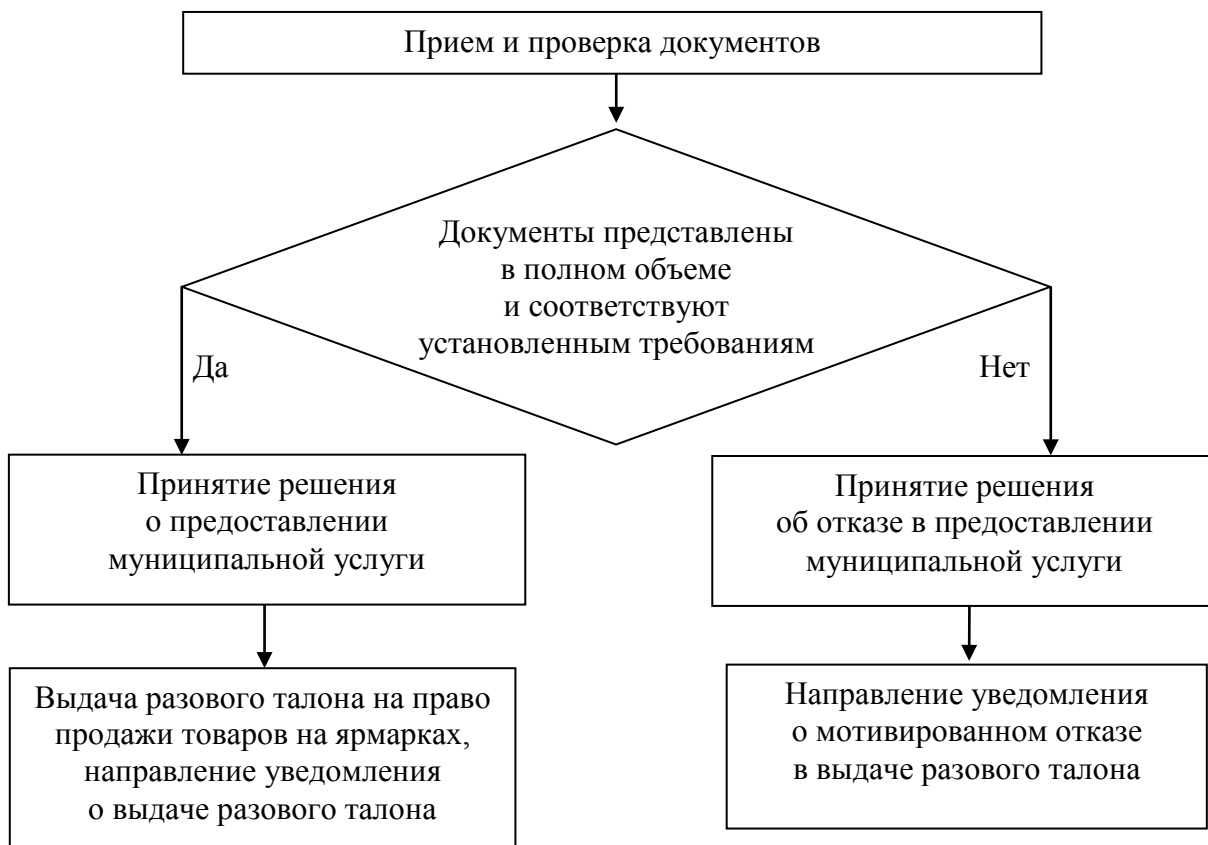 Прием и проверка документов
Документы представлены
в полном объеме
и соответствуют
установленным требованиям
Да
Нет
Принятие решения
о предоставлении
муниципальной услуги
Принятие решения
об отказе в предоставлении
муниципальной услуги
Выдача разового талона на право
продажи товаров на ярмарках,
направление уведомления
о выдаче разового талона
Направление уведомления
о мотивированном отказе
в выдаче разового талона